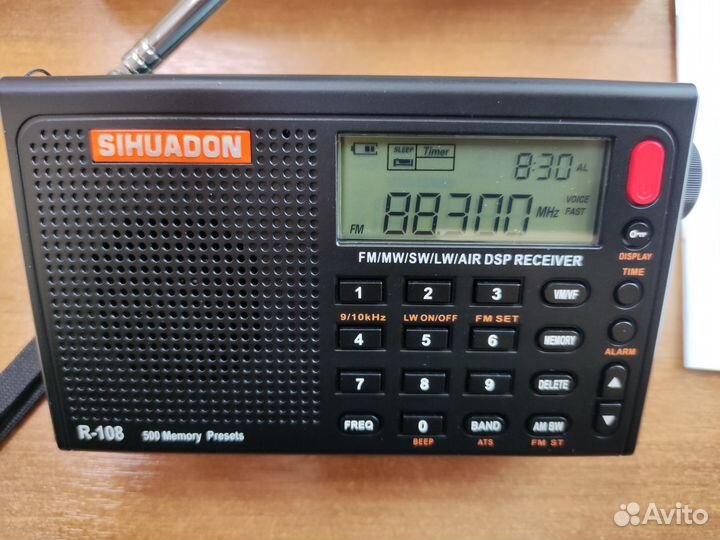 SIHUADON
SLEEP Timer
8:30 AL
88300 MHz
VOICE
FAST
FM
FM/MW/SW/LW/AIR DSP RECEIVER
DISPLAY
TIME
1 2 3 VM/VF
9/10kHz LW ON/OFF FM SET
4 5 6 MEMORY
ALARM
7 8 9 DELETE
FREQ 0 BAND AM BW
BEEP ATS FM ST
R-108 500 Memory Presets
Avito